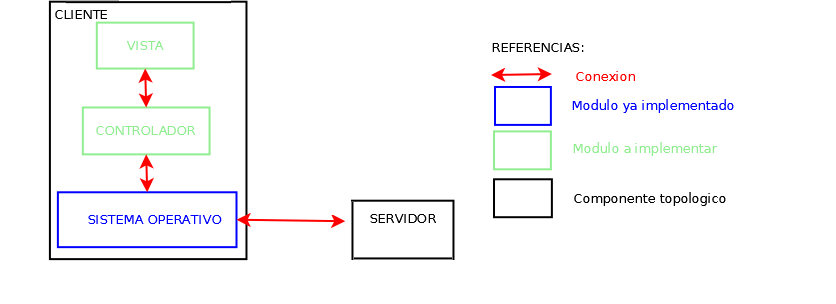 CLIENTE
VISTA
CONTROLADOR
SISTEMA OPERATIVO
SERVIDOR
REFERENCIAS:
Conexion
Modulo ya implementado
Modulo a implementar
Componente topologico